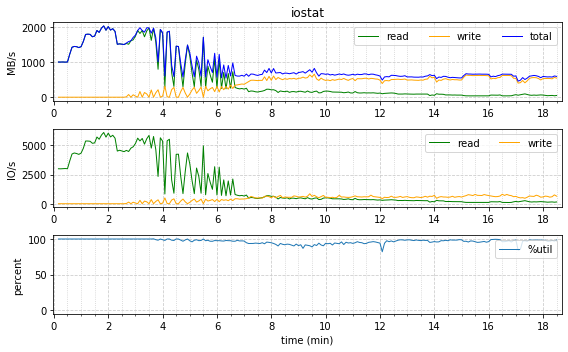 iostat
MB/s
2000
1000
0
read write total
0 2 4 6 8 10 12 14 16 18
IO/s
5000
2500
0
read write
0 2 4 6 8 10 12 14 16 18
percent
100
50
0
%util
0 2 4 6 8 10 12 14 16 18
time (min)